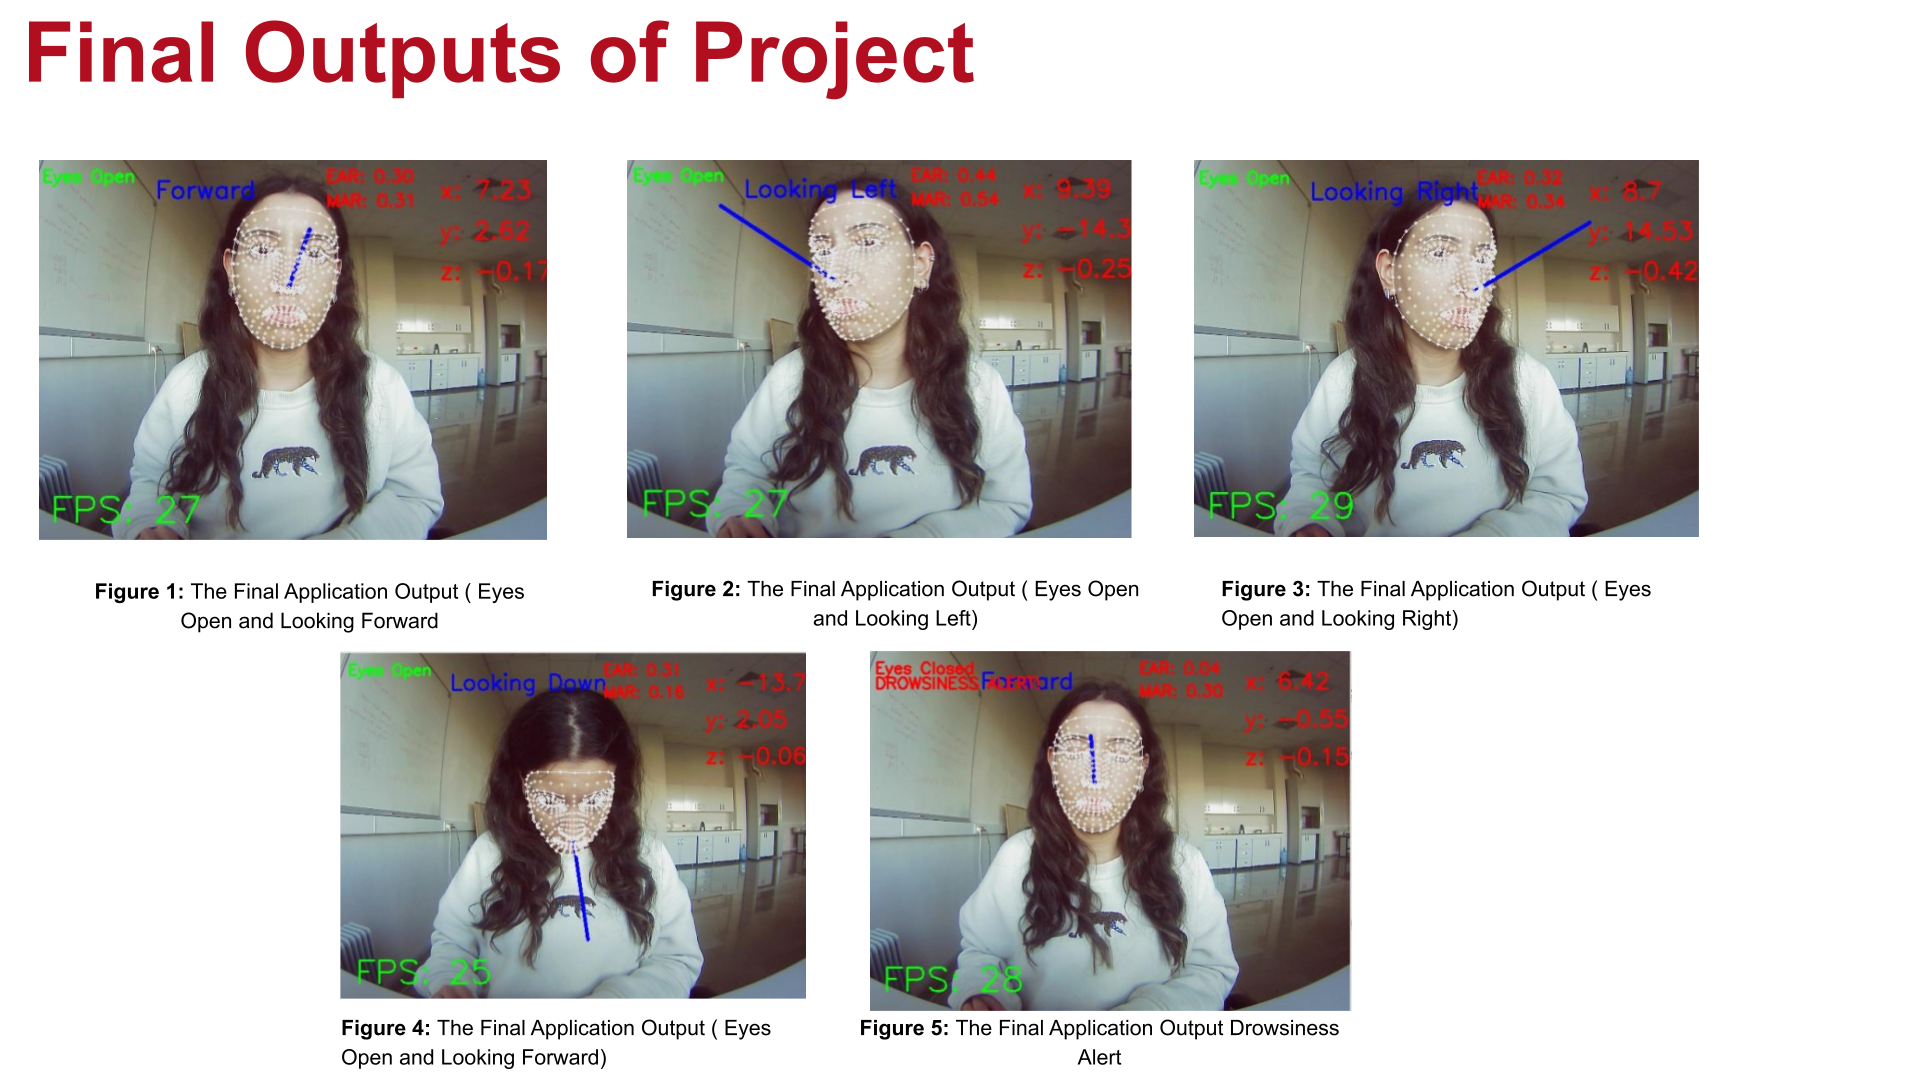 Final Outputs of Project
Eyes Open
Forward
EAR: 0.30
MAR: 0.31
x: 7.23
y: 2.62
z: -0.17
FPS: 27
Eyes Open
Looking Left
EAR: 0.44
MAR: 0.54
x: 9.39
y: -14.3
z: -0.25
FPS: 27
Eyes Open
Looking Right
EAR: 0.32
MAR: 0.34
x: 8.7
y: 14.53
z: -0.42
FPS: 29
Figure 1: The Final Application Output ( Eyes
Open and Looking Forward
Figure 2: The Final Application Output ( Eyes Open
and Looking Left)
Figure 3: The Final Application Output ( Eyes
Open and Looking Right)
Eyes Open
Looking Down
EAR: 0.31
MAR: 0.16
x: -13.7
y: 2.05
z: -0.06
FPS: 25
Eyes Closed
DROWSINESS ALERT!
Forward
EAR: 0.04
MAR: 0.30
x: 6.42
y: -0.55
z: -0.15
FPS: 28
Figure 4: The Final Application Output ( Eyes
Open and Looking Forward)
Figure 5: The Final Application Output Drowsiness
Alert